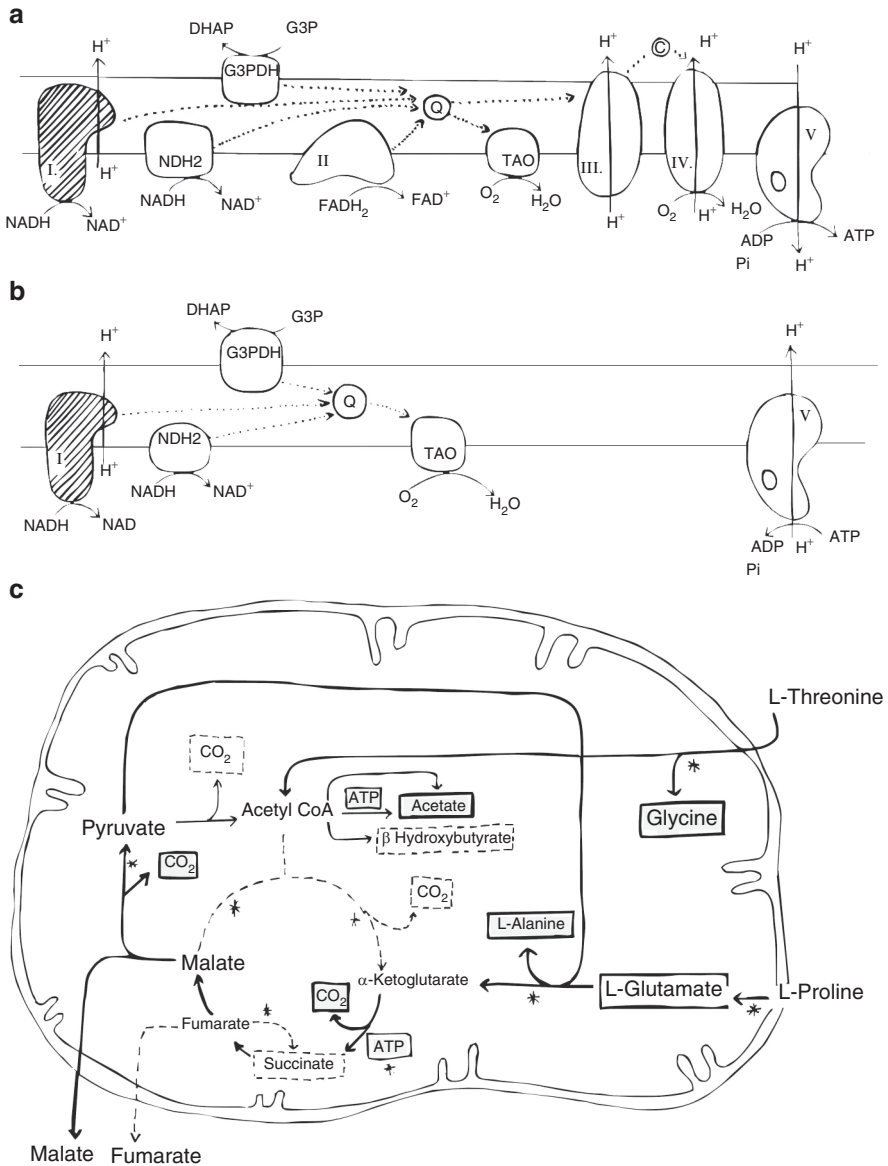 a
DHAP G3P
H⁺ H⁺ C H⁺ H⁺
G3PDH
Q
I. H⁺ NDH2 II TAO III. IV. V
NADH NAD⁺ NADH NAD⁺ FADH₂ FAD⁺ O₂ H₂O H⁺ O₂ H⁺ H₂O
ADP ATP
Pi H⁺
b
DHAP G3P
H⁺ H⁺
G3PDH
Q
I H⁺ NDH2 TAO V
NADH NAD NADH NAD⁺ O₂ H₂O
ADP H⁺ ATP
Pi
c
L-Threonine
*
CO₂
Acetyl CoA ATP Acetate
Glycine
Pyruvate
β Hydroxybutyrate
* CO₂
CO₂
* *
L-Alanine
Malate
α-Ketoglutarate
* L-Glutamate * L-Proline
CO₂
Fumarate *
ATP
Succinate *
Malate Fumarate